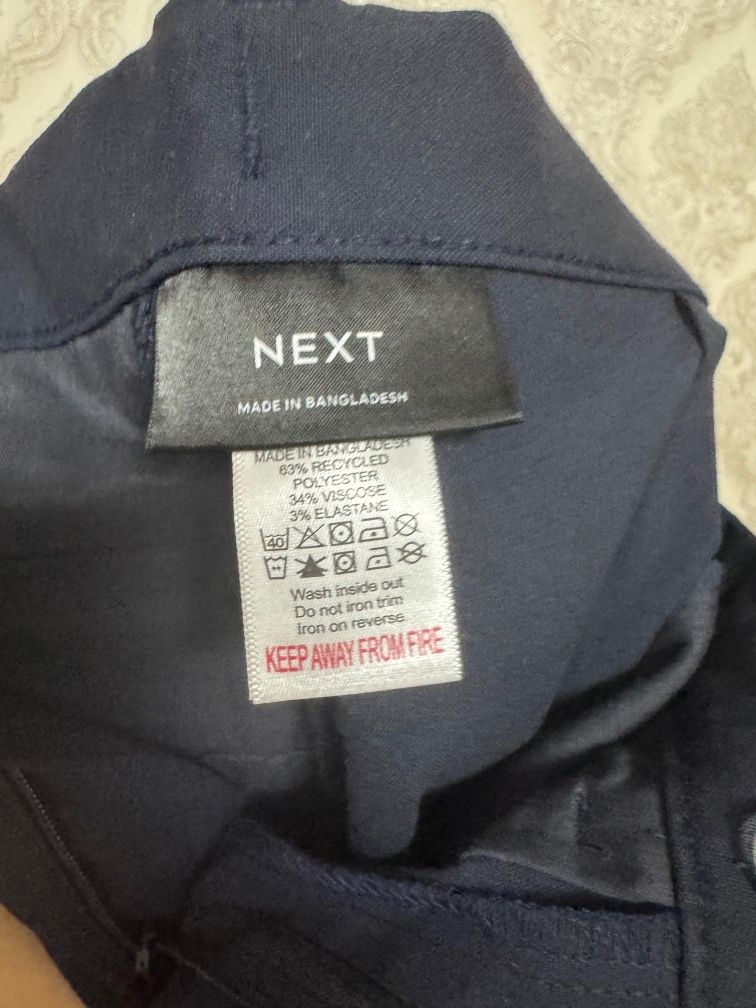 NEXT
MADE IN BANGLADESH
MADE IN BANGLADESH
63% RECYCLED
POLYESTER
34% VISCOSE
3% ELASTANE
40
Wash inside out
Do not iron trim
Iron on reverse
KEEP AWAY FROM FIRE